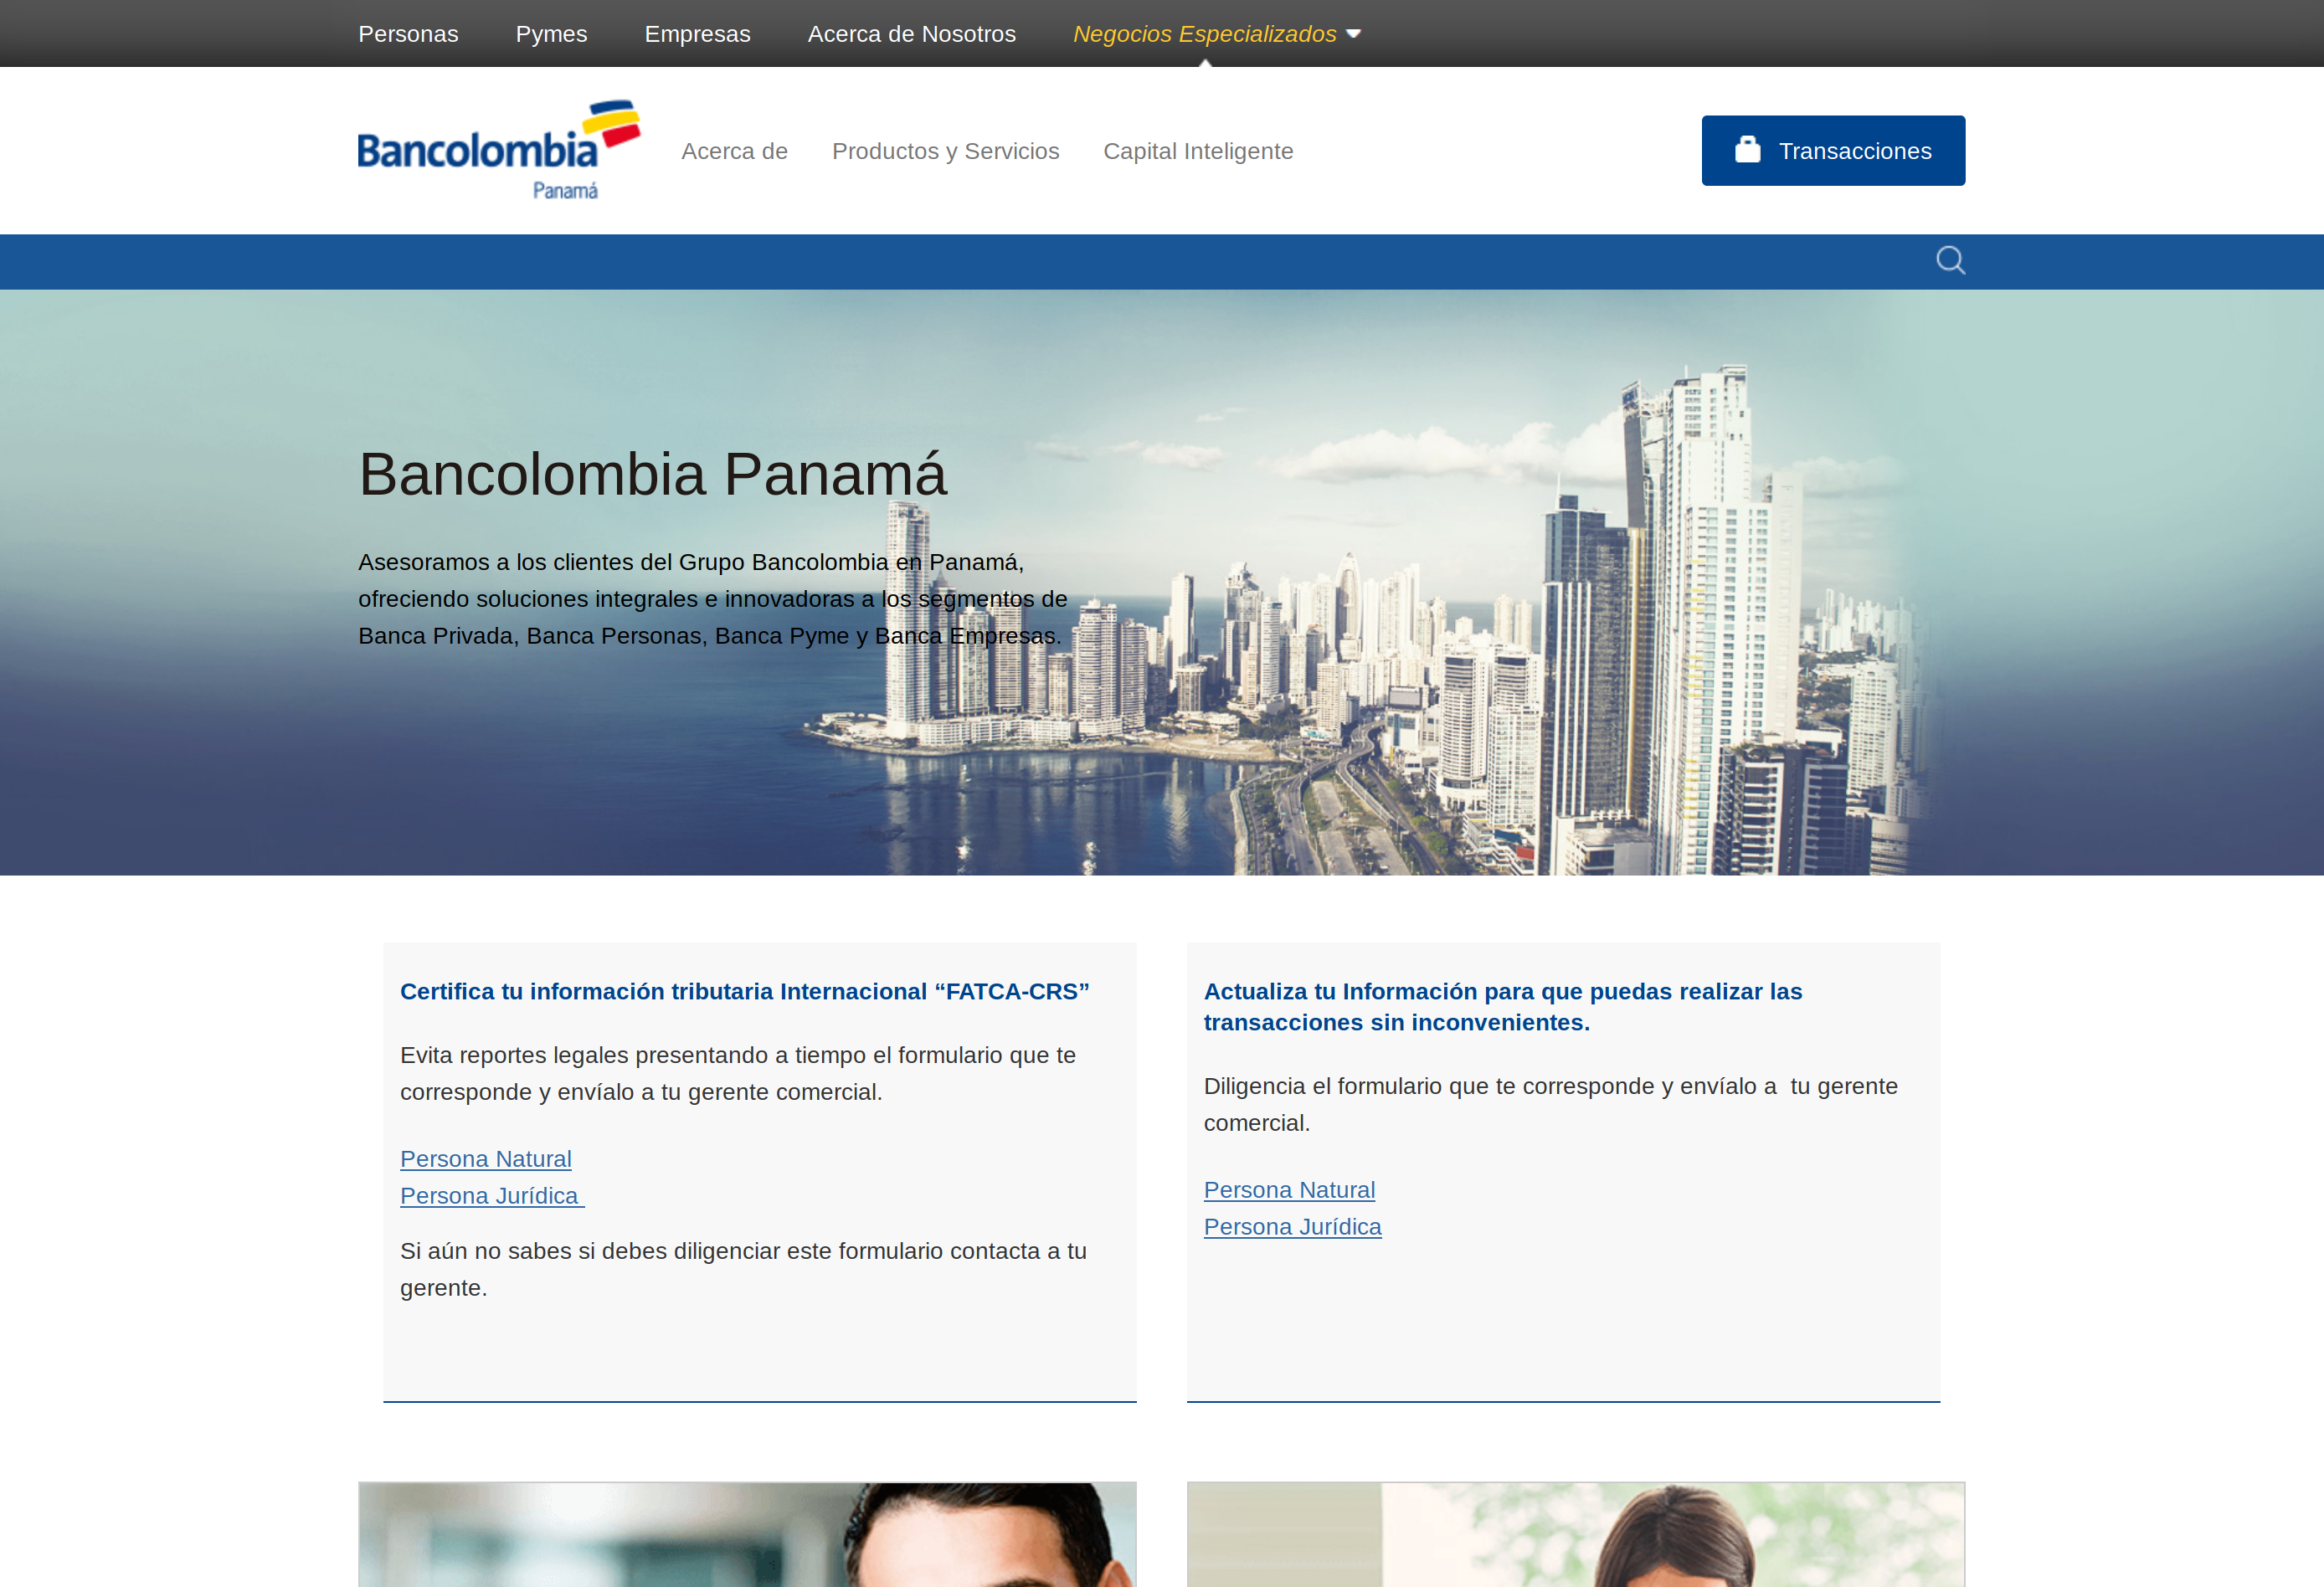 Personas
Pymes
Empresas
Acerca de Nosotros
Negocios Especializados
Bancolombia
Panamá
Acerca de
Productos y Servicios
Capital Inteligente
Transacciones
Bancolombia Panamá
Asesoramos a los clientes del Grupo Bancolombia en Panamá,
ofreciendo soluciones integrales e innovadoras a los segmentos de
Banca Privada, Banca Personas, Banca Pyme y Banca Empresas.
Certifica tu información tributaria Internacional “FATCA-CRS”
Evita reportes legales presentando a tiempo el formulario que te
corresponde y envíalo a tu gerente comercial.
Persona Natural
Persona Jurídica
Si aún no sabes si debes diligenciar este formulario contacta a tu
gerente.
Actualiza tu Información para que puedas realizar las
transacciones sin inconvenientes.
Diligencia el formulario que te corresponde y envíalo a  tu gerente
comercial.
Persona Natural
Persona Jurídica